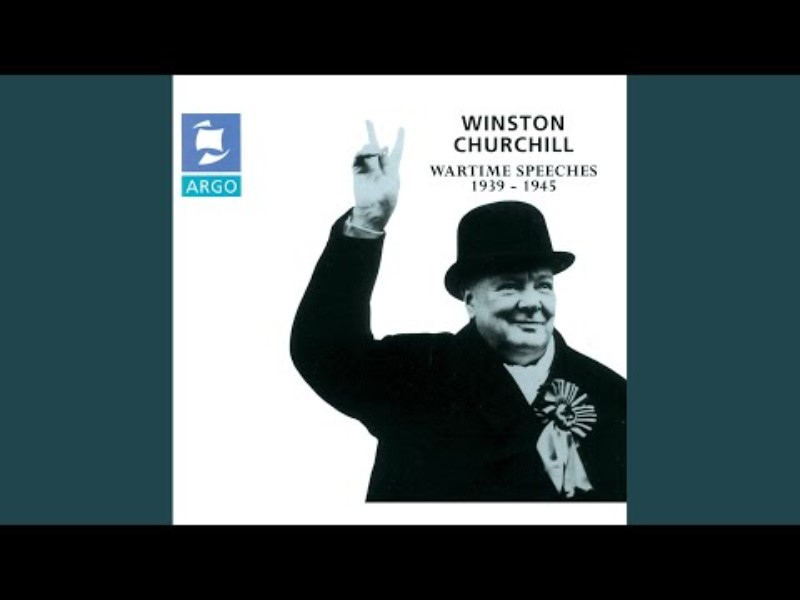 ARGO
WINSTON
CHURCHILL
WARTIME SPEECHES
1939 - 1945